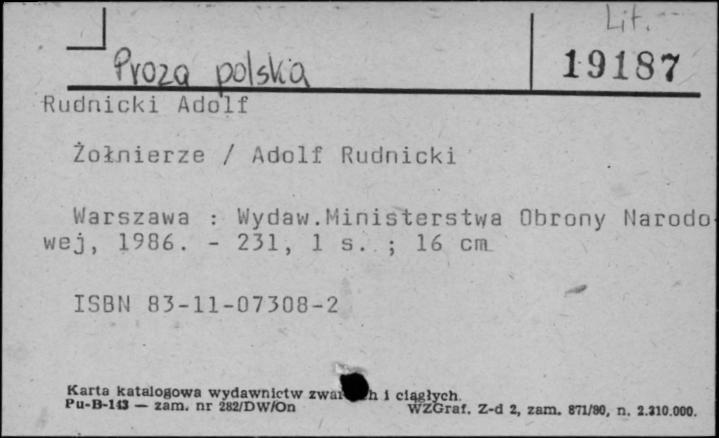 Lit.
Proza polska
19187
Rudnicki Adolf
Żołnierze / Adolf Rudnicki
Warszawa : Wydaw.Ministerstwa Obrony Narodo-
wej, 1986. - 231, 1 s. ; 16 cm
ISBN 83-11-07308-2
Karta katalogowa wydawnictw zwartych i ciągłych.
Pu-B-143 — zam. nr 282/DW/On
WZGraf. Z-d 2, zam. 871/80, n. 2.210.000.